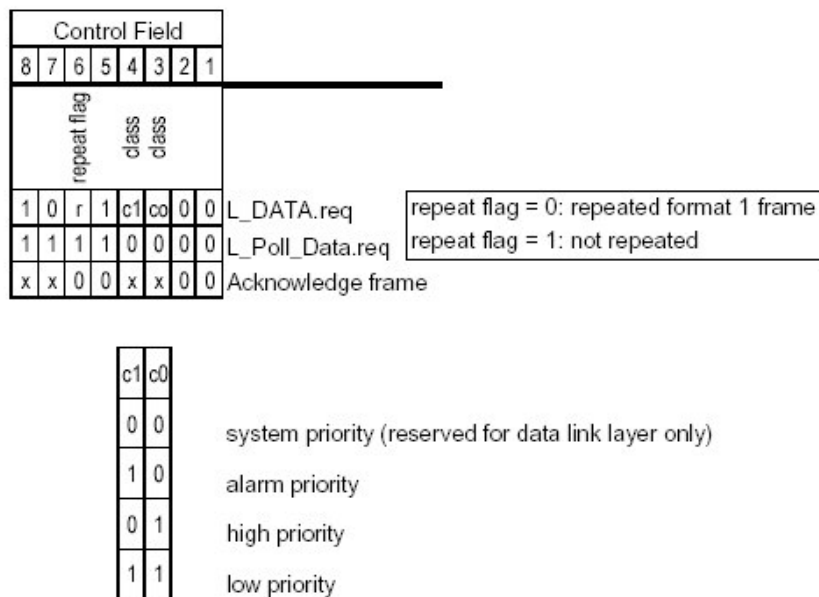 Control Field
8 7 6 5 4 3 2 1
repeat flag class class
1 0 r 1 c1 co 0 0 L_DATA.req
repeat flag = 0: repeated format 1 frame
1 1 1 1 0 0 0 0 L_Poll_Data.req
repeat flag = 1: not repeated
x x 0 0 x x 0 0 Acknowledge frame
c1 c0
0 0 system priority (reserved for data link layer only)
1 0 alarm priority
0 1 high priority
1 1 low priority